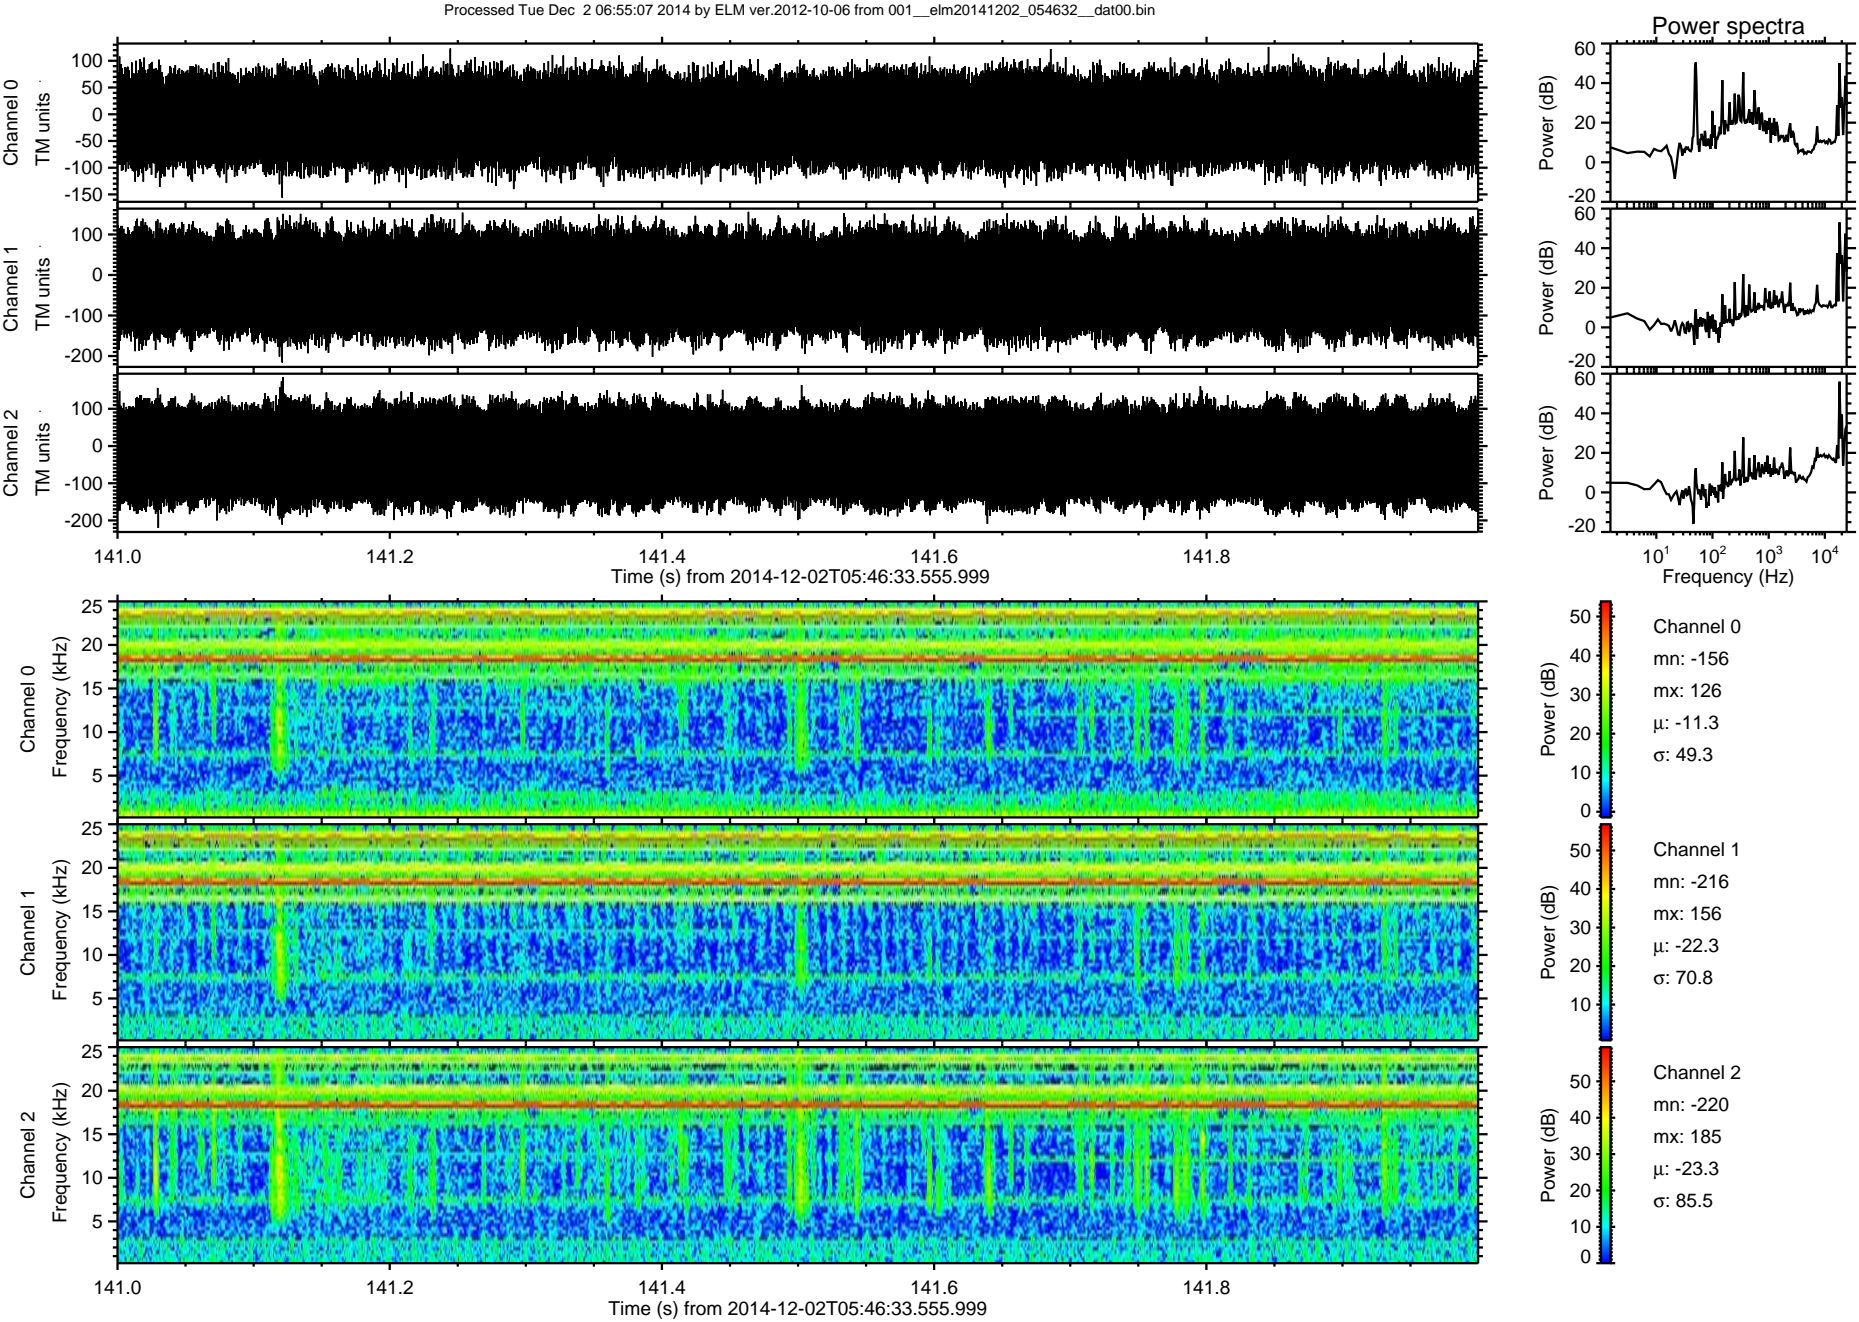 Processed Tue Dec  2 06:55:07 2014 by ELM ver.2012-10-06 from 001__elm20141202_054632__dat00.bin
Power spectra
Channel 0
TM units
100
50
0
-50
-100
-150
Power (dB)
60
40
20
0
-20
Channel 1
TM units
100
0
-100
-200
Power (dB)
60
40
20
0
-20
Channel 2
TM units
100
0
-100
-200
Power (dB)
60
40
20
0
-20
141.0 141.2 141.4 141.6 141.8
Time (s) from 2014-12-02T05:46:33.555.999
10¹ 10² 10³ 10⁴
Frequency (Hz)
Channel 0
Frequency (kHz)
25
20
15
10
5
Power (dB)
50
40
30
20
10
0
Channel 0
mn: -156
mx: 126
µ: -11.3
σ: 49.3
Channel 1
Frequency (kHz)
25
20
15
10
5
Power (dB)
50
40
30
20
10
Channel 1
mn: -216
mx: 156
µ: -22.3
σ: 70.8
Channel 2
Frequency (kHz)
25
20
15
10
5
Power (dB)
50
40
30
20
10
0
Channel 2
mn: -220
mx: 185
µ: -23.3
σ: 85.5
141.0 141.2 141.4 141.6 141.8
Time (s) from 2014-12-02T05:46:33.555.999